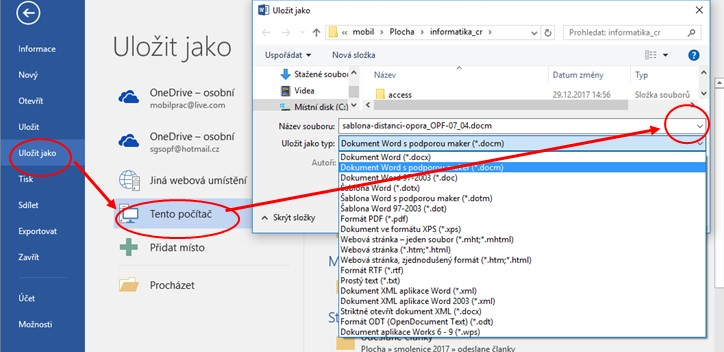 Informace
Nový
Otevřít
Uložit
Uložit jako
Tisk
Sdílet
Exportovat
Zavřít
Účet
Možnosti
Uložit jako
OneDrive – osobní
mobilprac@live.com
OneDrive – osobní
sgsopf@hotmail.cz
Jiná webová umístění
Tento počítač
Přidat místo
Procházet
Uložit jako
mobil
Plocha
informatika_cr
Prohledat: informatika_cr
Uspořádat
Nová složka
Stažené soubor
Videa
Místní disk (C:)
Název
Datum změny
Typ
access
29.12.2017 14:56
Složka souborů
Název souboru:
sablona-distanci-opora_OPF-07_04.docm
Uložit jako typ:
Dokument Word s podporou maker (*.docm)
Autoři:
Skrýt složky
Dokument Word (*.docx)
Dokument Word s podporou maker (*.docm)
Dokument Word 97-2003 (*.doc)
Šablona Word (*.dotx)
Šablona Word s podporou maker (*.dotm)
Šablona Word 97-2003 (*.dot)
Formát PDF (*.pdf)
Dokument ve formátu XPS (*.xps)
Webová stránka – jeden soubor (*.mht;*.mhtml)
Webová stránka (*.htm;*.html)
Webová stránka, zjednodušený formát (*.htm;*.html)
Formát RTF (*.rtf)
Prostý text (*.txt)
Dokument XML aplikace Word (*.xml)
Dokument XML aplikace Word 2003 (*.xml)
Striktně otevřít dokument XML (*.docx)
Formát ODT (OpenDocument Text) (*.odt)
Dokument aplikace Works 6 - 9 (*.wps)
Plocha » smolenice 2017 » odeslane clanky